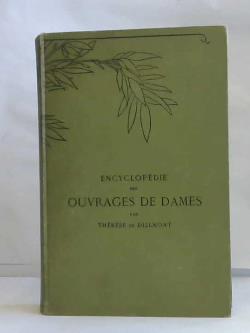 ENCYCLOPÉDIE
DES
OUVRAGES DE DAMES
PAR
THÉRÈSE DE DILLMONT